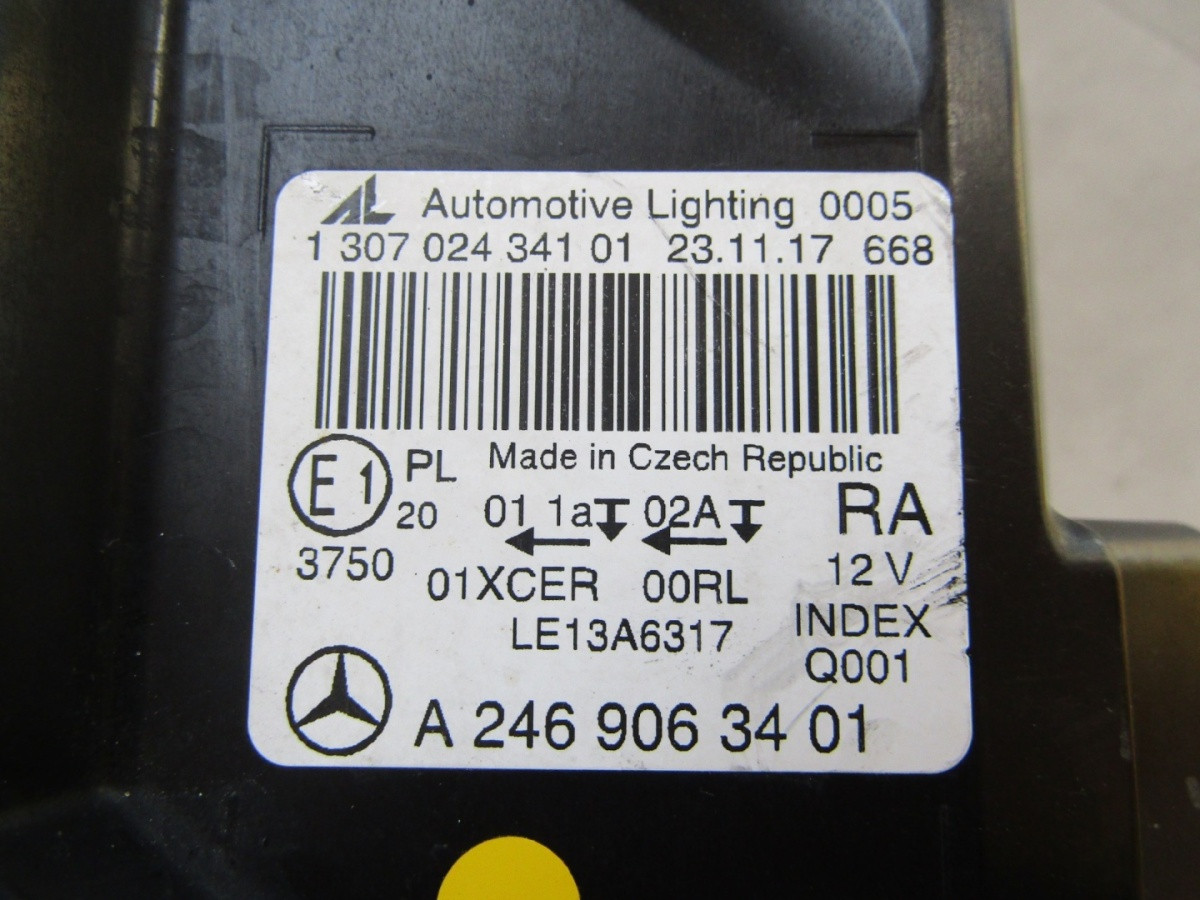 AL Automotive Lighting 0005
1 307 024 341 01 23.11.17 668
Made in Czech Republic
E1 PL
20
01 1a 02A RA
3750
01XCER 00RL 12 V
LE13A6317 INDEX
Q001
A 246 906 34 01